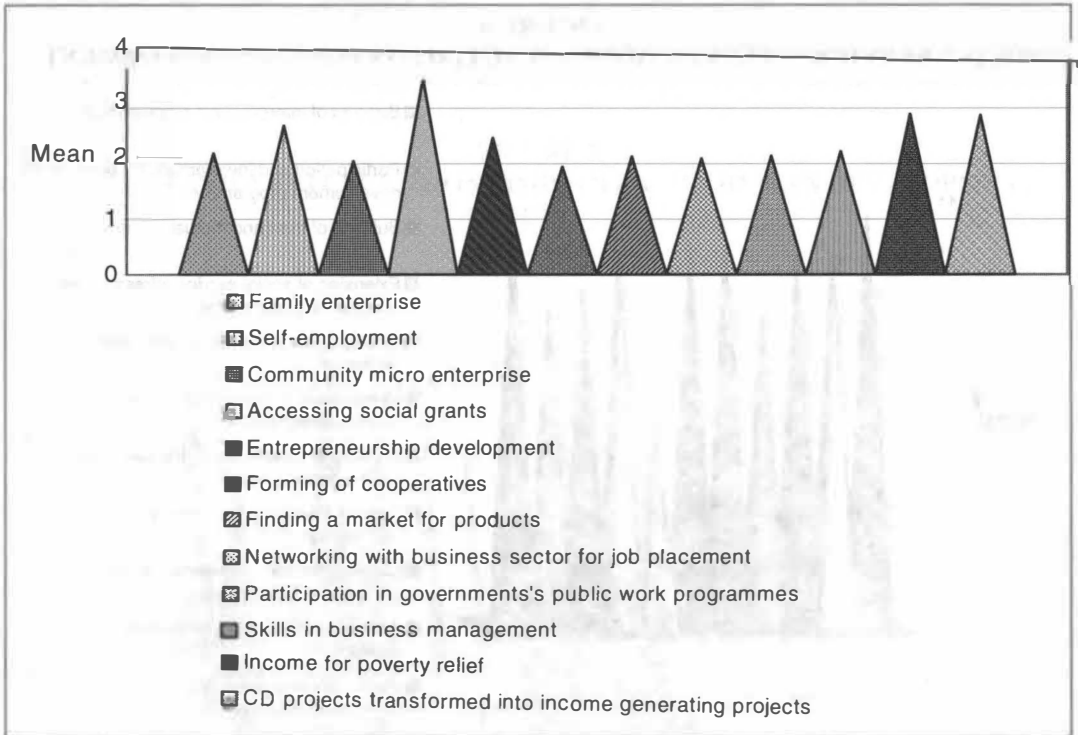 4
3
Mean 2
1
0
Family enterprise
Self-employment
Community micro enterprise
Accessing social grants
Entrepreneurship development
Forming of cooperatives
Finding a market for products
Networking with business sector for job placement
Participation in governments's public work programmes
Skills in business management
Income for poverty relief
CD projects transformed into income generating projects